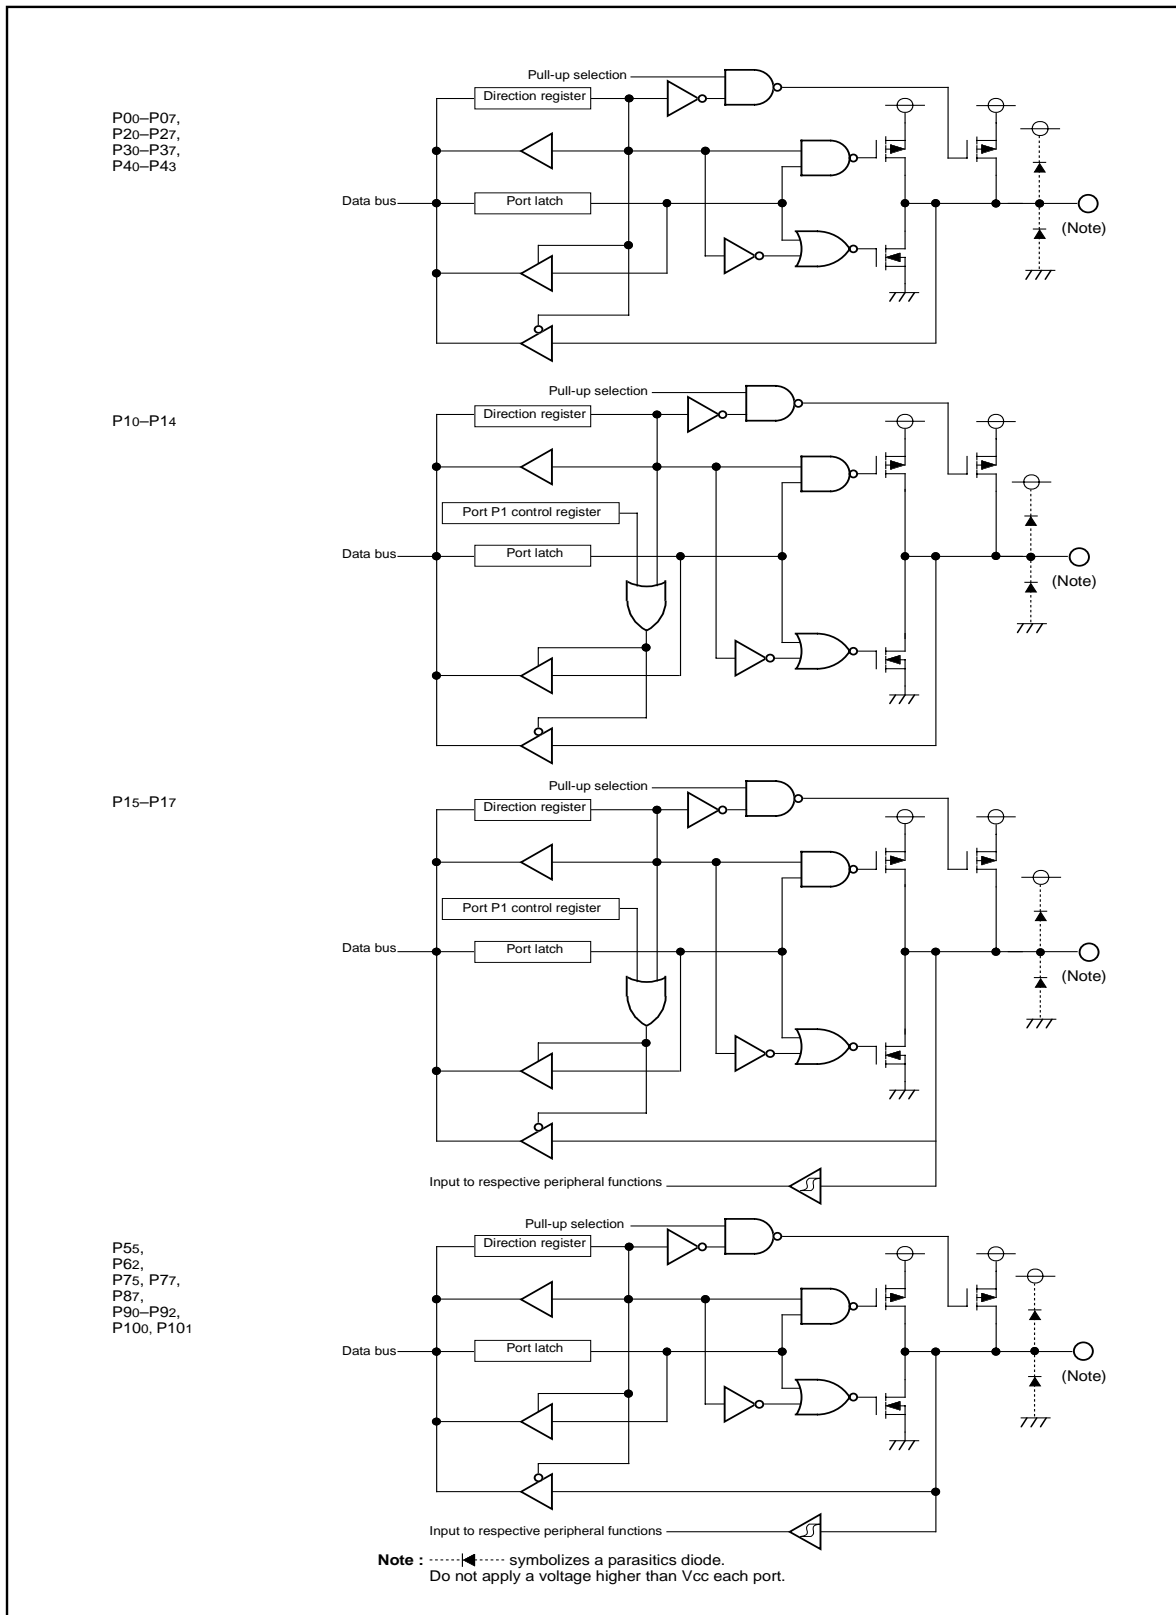 Pull-up selection
Direction register
P00–P07,
P20–P27,
P30–P37,
P40–P43
Data bus
Port latch
(Note)
Pull-up selection
Direction register
P10–P14
Port P1 control register
Data bus
Port latch
(Note)
Pull-up selection
Direction register
P15–P17
Port P1 control register
Data bus
Port latch
(Note)
Input to respective peripheral functions
Pull-up selection
Direction register
P55,
P62,
P75, P77,
P87,
P90–P92,
P100, P101
Data bus
Port latch
(Note)
Input to respective peripheral functions
Note : symbolizes a parasitics diode.
Do not apply a voltage higher than Vcc each port.